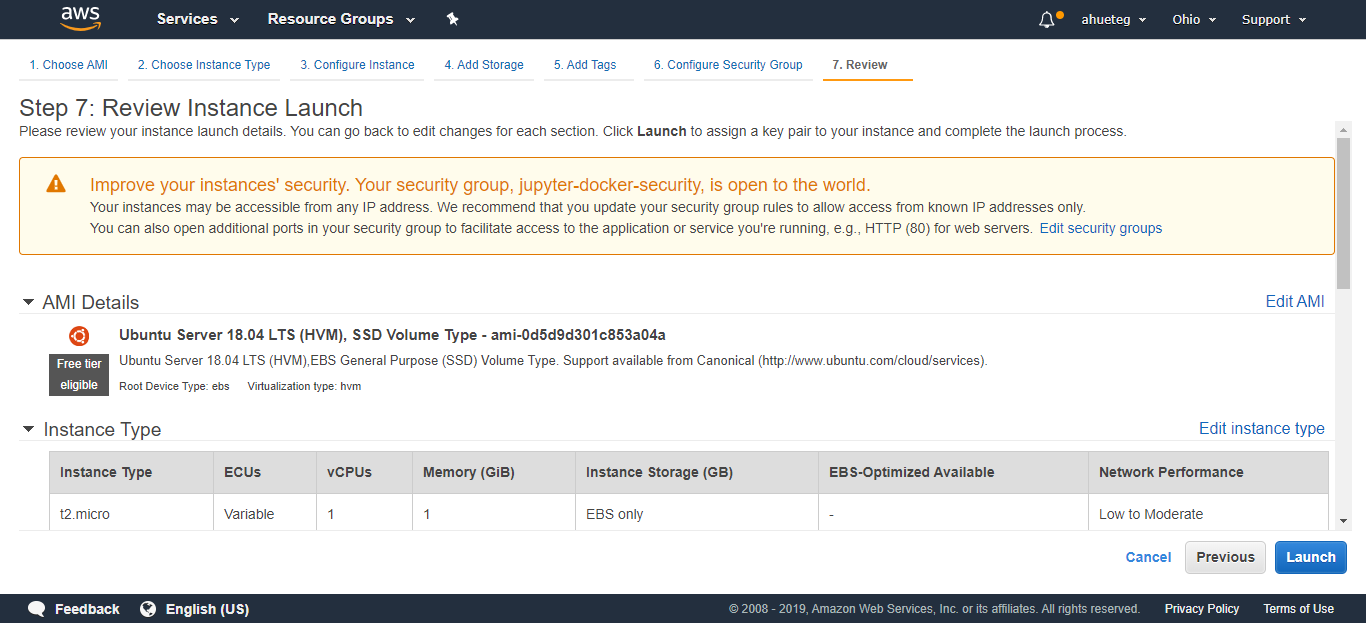 aws
Services Resource Groups ahueteg Ohio Support
1. Choose AMI 2. Choose Instance Type 3. Configure Instance 4. Add Storage 5. Add Tags 6. Configure Security Group 7. Review
Step 7: Review Instance Launch
Please review your instance launch details. You can go back to edit changes for each section. Click Launch to assign a key pair to your instance and complete the launch process.
Improve your instances' security. Your security group, jupyter-docker-security, is open to the world.
Your instances may be accessible from any IP address. We recommend that you update your security group rules to allow access from known IP addresses only.
You can also open additional ports in your security group to facilitate access to the application or service you're running, e.g., HTTP (80) for web servers. Edit security groups
AMI Details Edit AMI
Ubuntu Server 18.04 LTS (HVM), SSD Volume Type - ami-0d5d9d301c853a04a
Free tier
eligible
Ubuntu Server 18.04 LTS (HVM),EBS General Purpose (SSD) Volume Type. Support available from Canonical (http://www.ubuntu.com/cloud/services).
Root Device Type: ebs Virtualization type: hvm
Instance Type Edit instance type
Instance Type ECUs vCPUs Memory (GiB) Instance Storage (GB) EBS-Optimized Available Network Performance
t2.micro Variable 1 1 EBS only - Low to Moderate
Cancel Previous Launch
Feedback English (US) © 2008 - 2019, Amazon Web Services, Inc. or its affiliates. All rights reserved. Privacy Policy Terms of Use